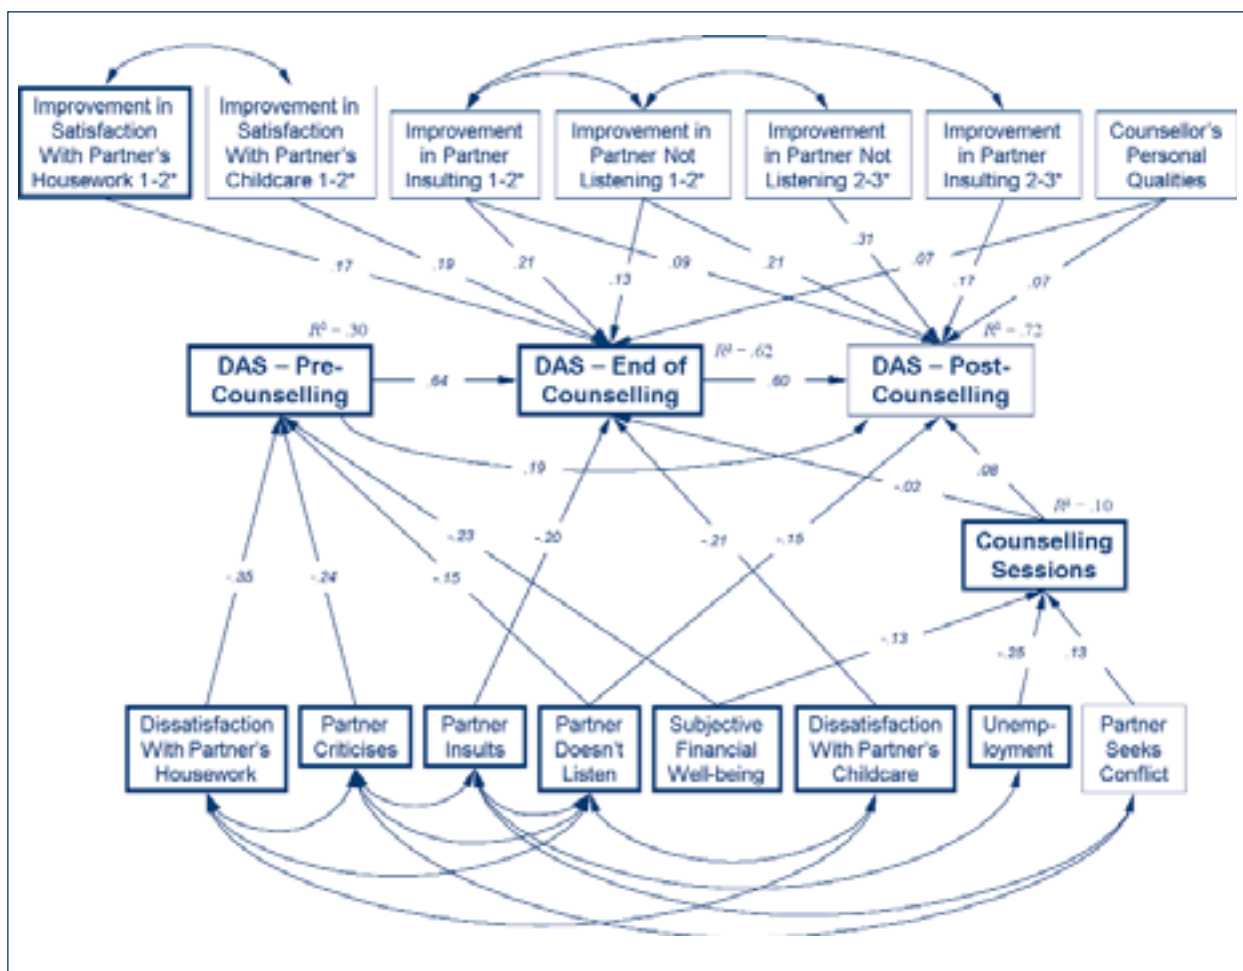 Improvement in
Satisfaction
With Partner's
Housework 1-2*
Improvement in
Satisfaction
With Partner's
Childcare 1-2*
Improvement
in Partner
Insulting 1-2*
Improvement in
Partner Not
Listening 1-2*
Improvement
in Partner Not
Listening 2-3*
Improvement
in Partner
Insulting 2-3*
Counsellor's
Personal
Qualities
.17
.19
.21
.13
.09
.21
.31
.07
.17
.07
R² = .30
R² = .62
R² = .72
DAS – Pre-
Counselling
.64
DAS – End of
Counselling
.60
DAS – Post-
Counselling
.19
-.03
.08
R² = .10
Counselling
Sessions
-.35
-.24
-.15
-.23
-.20
-.21
-.15
-.13
-.25
.13
Dissatisfaction
With Partner's
Housework
Partner
Criticises
Partner
Insults
Partner
Doesn't
Listen
Subjective
Financial
Well-being
Dissatisfaction
With Partner's
Childcare
Unemp-
loyment
Partner
Seeks
Conflict